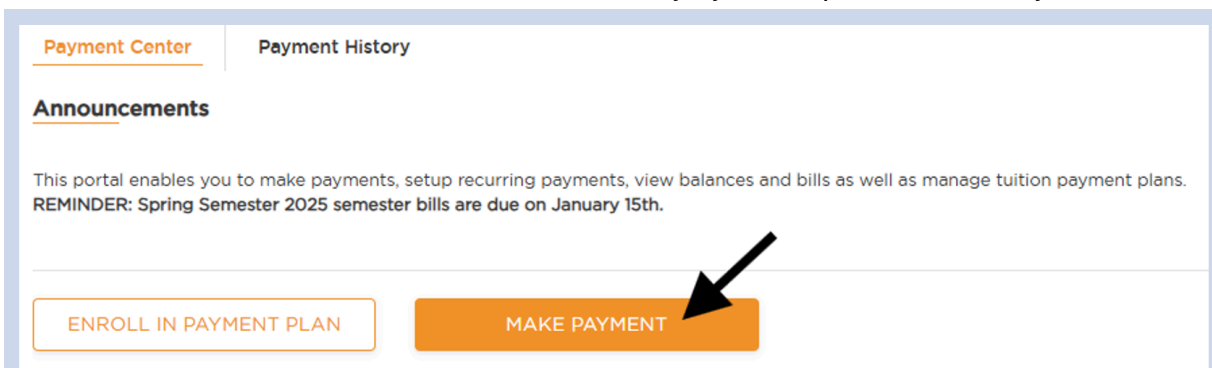 Payment Center Payment History
Announcements
This portal enables you to make payments, setup recurring payments, view balances and bills as well as manage tuition payment plans.
REMINDER: Spring Semester 2025 semester bills are due on January 15th.
ENROLL IN PAYMENT PLAN MAKE PAYMENT